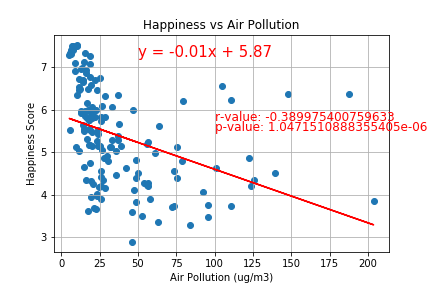 Happiness vs Air Pollution
y = -0.01x + 5.87
r-value: -0.389975400759633
p-value: 1.0471510888355405e-06
Happiness Score
7
6
5
4
3
0 25 50 75 100 125 150 175 200
Air Pollution (ug/m3)